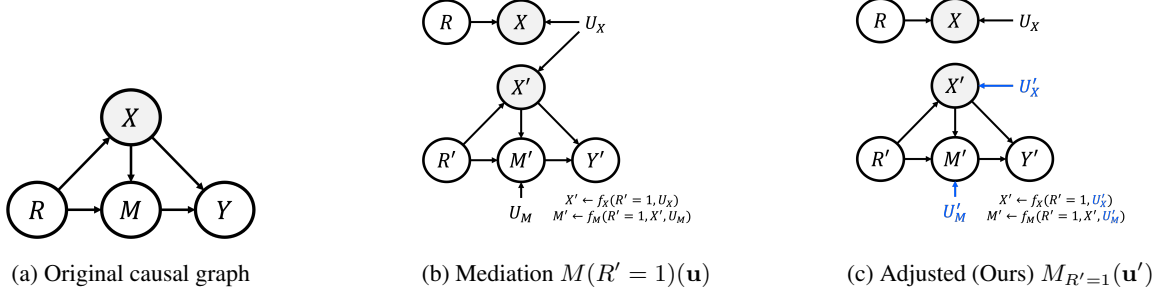 X
R
M
Y
(a) Original causal graph
R
X
U_X
X'
R'
M'
Y'
U_M
X' ← f_X(R' = 1, U_X)
M' ← f_M(R' = 1, X', U_M)
(b) Mediation M(R' = 1)(u)
R
X
U_X
X'
U'_X
R'
M'
Y'
U'_M
X' ← f_X(R' = 1, U'_X)
M' ← f_M(R' = 1, X', U'_M)
(c) Adjusted (Ours) M_{R'=1}(u')